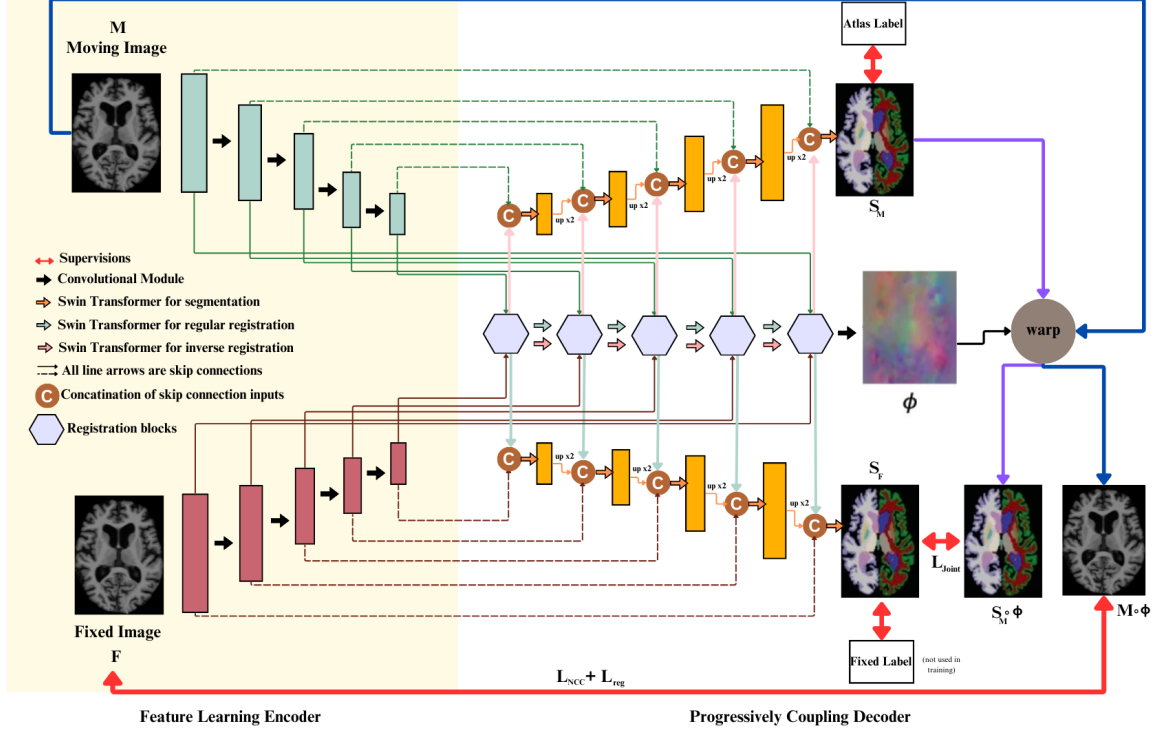 M
Moving Image
Atlas Label
C
C
C
C
C
up x2
up x2
up x2
up x2
S_M
Supervisions
Convolutional Module
Swin Transformer for segmentation
Swin Transformer for regular registration
Swin Transformer for inverse registration
All line arrows are skip connections
C Concatination of skip connection inputs
Registration blocks
warp
ϕ
C
C
C
C
C
up x2
up x2
up x2
up x2
S_F
L_Joint
S_M∘ϕ
M∘ϕ
Fixed Image
F
Fixed Label
(not used in
training)
L_NCC + L_reg
Feature Learning Encoder
Progressively Coupling Decoder